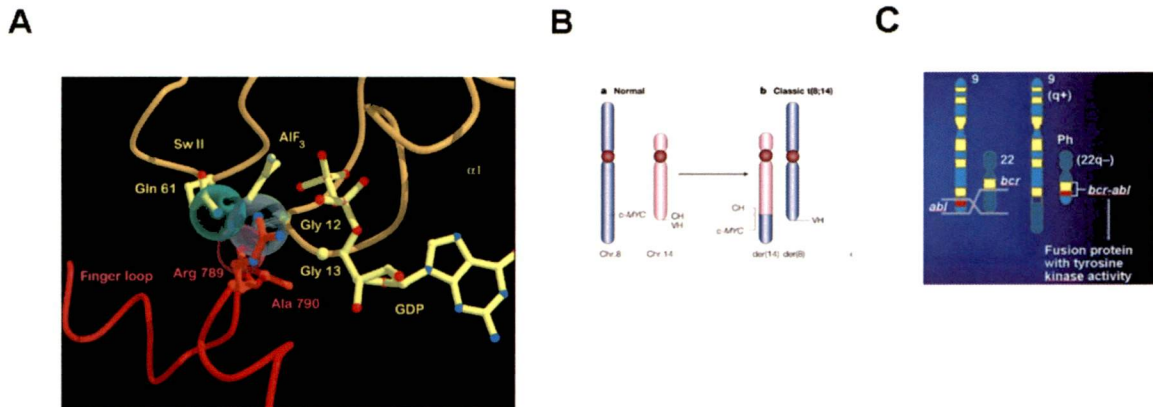 A
B
C
Sw II
AlF3
α1
Gln 61
Gly 12
Gly 13
Finger loop
Arg 789
Ala 790
GDP
a Normal
b Classic t(8;14)
c-MYC
CH
VH
CH
c-MYC
VH
Chr.8
Chr.14
der(14)
der(8)
9
9
(q+)
22
bcr
abl
Ph
(22q–)
bcr-abl
Fusion protein
with tyrosine
kinase activity